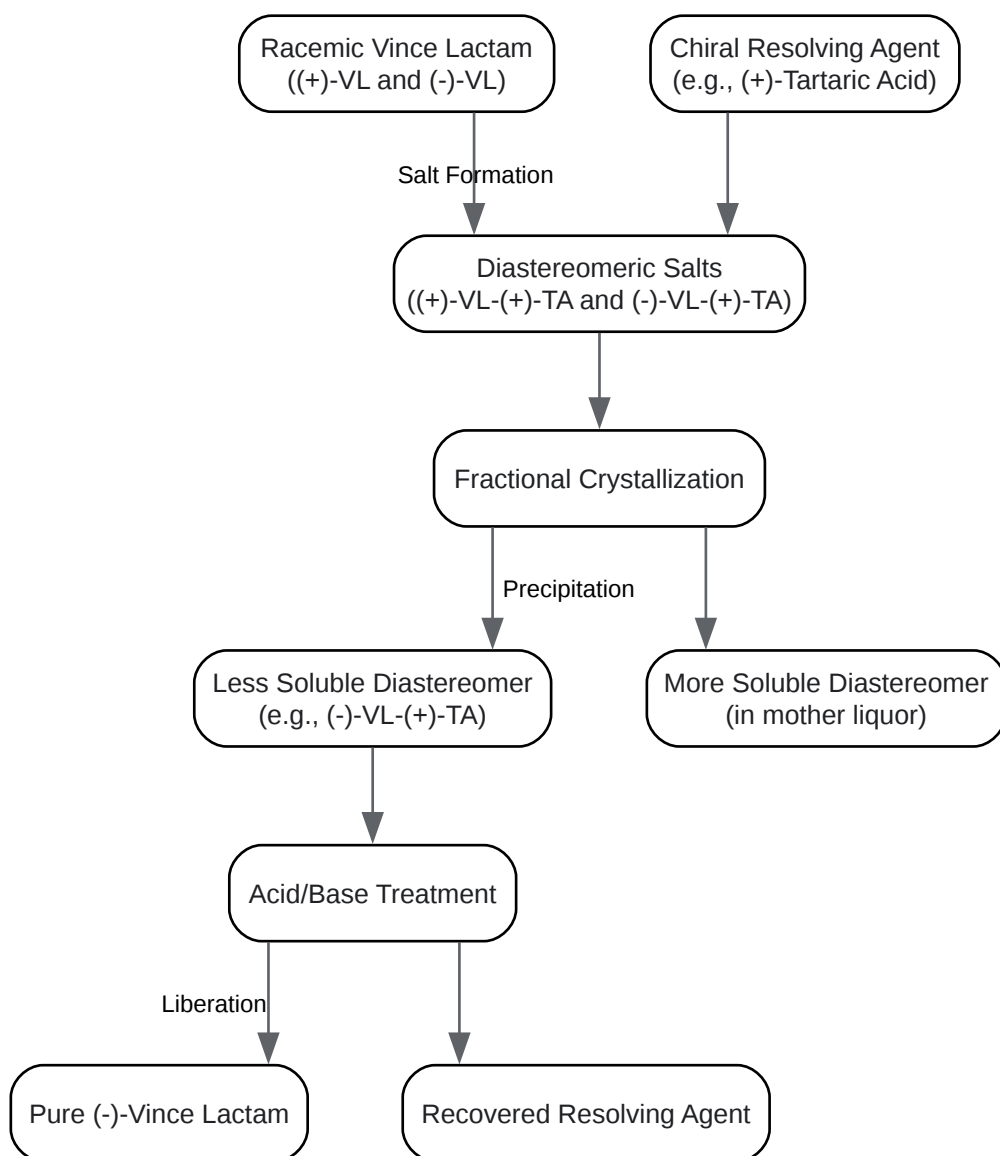 Racemic Vince Lactam
((+)-VL and (-)-VL)
Chiral Resolving Agent
(e.g., (+)-Tartaric Acid)
Salt Formation
Diastereomeric Salts
((+)-VL-(+)-TA and (-)-VL-(+)-TA)
Fractional Crystallization
Precipitation
Less Soluble Diastereomer
(e.g., (-)-VL-(+)-TA)
More Soluble Diastereomer
(in mother liquor)
Acid/Base Treatment
Liberation
Pure (-)-Vince Lactam
Recovered Resolving Agent